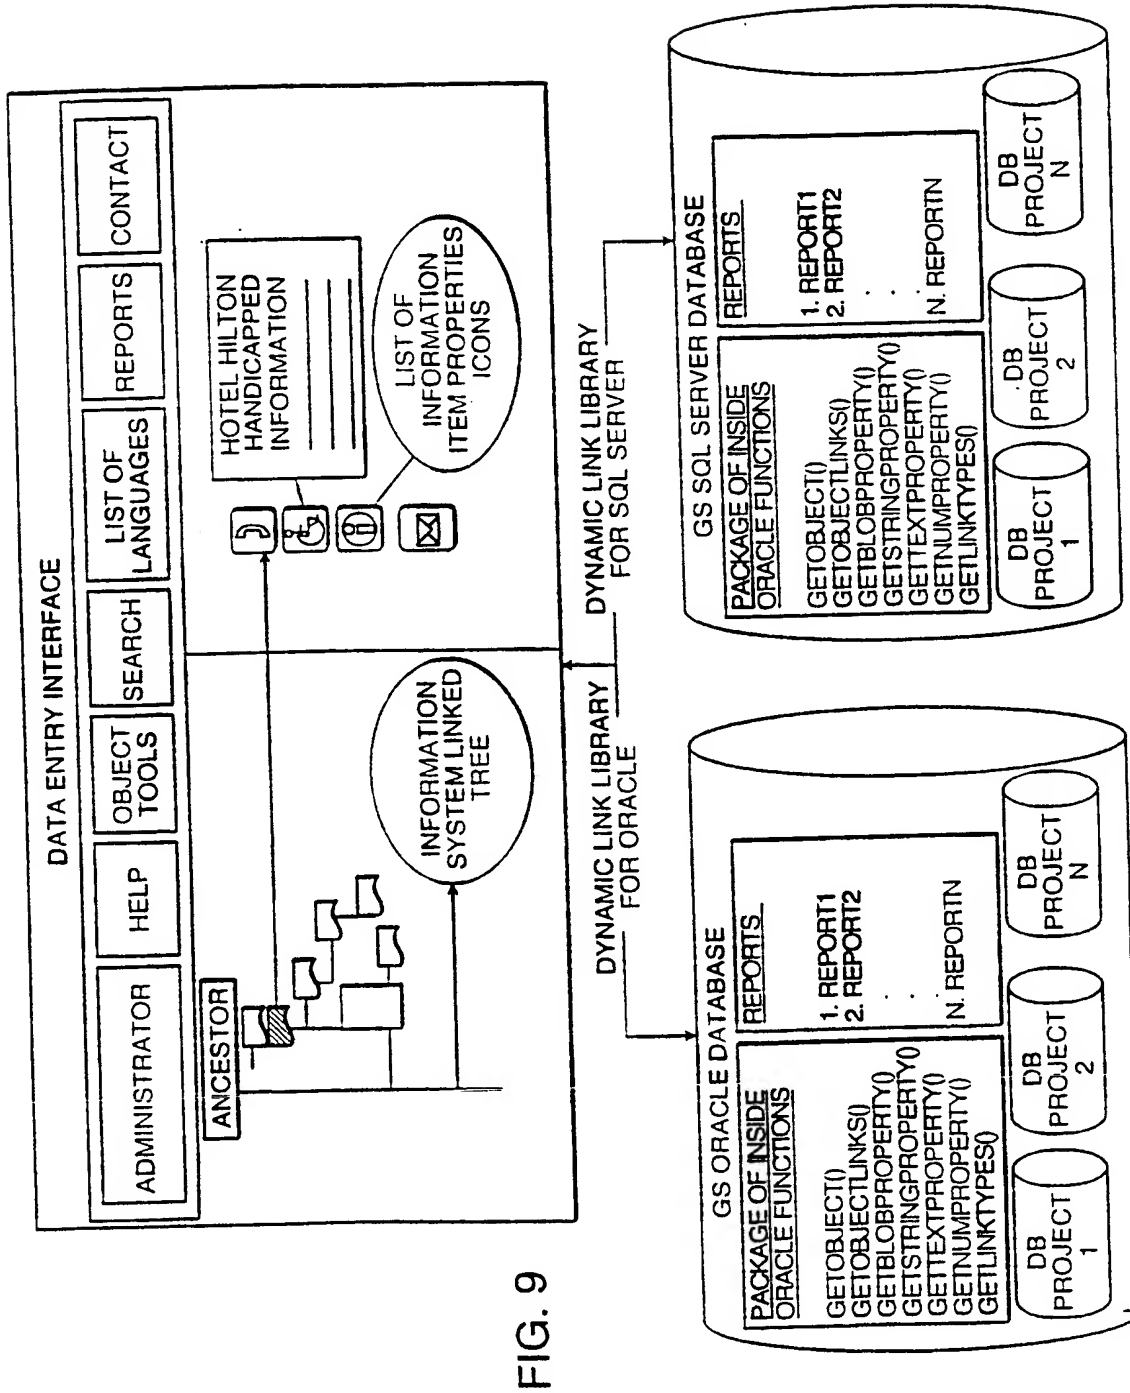 DATA ENTRY INTERFACE
ADMINISTRATOR
HELP
OBJECT
TOOLS
SEARCH
LIST OF
LANGUAGES
REPORTS
CONTACT
ANCESTOR
INFORMATION
SYSTEM LINKED
TREE
HOTEL HILTON
HANDICAPPED
INFORMATION
LIST OF
INFORMATION
ITEM PROPERTIES
ICONS
DYNAMIC LINK LIBRARY
FOR ORACLE
DYNAMIC LINK LIBRARY
FOR SQL SERVER
GS ORACLE DATABASE
PACKAGE OF INSIDE
ORACLE FUNCTIONS
GETOBJECT()
GETOBJECTLINKS()
GETBLOBPROPERTY()
GETSTRINGPROPERTY()
GETTEXTPROPERTY()
GETNUMPROPERTY()
GETLINKTYPES()
REPORTS
1. REPORT1
2. REPORT2
. . .
N. REPORTN
DB
PROJECT
1
DB
PROJECT
2
DB
PROJECT
N
GS SQL SERVER DATABASE
PACKAGE OF INSIDE
ORACLE FUNCTIONS
GETOBJECT()
GETOBJECTLINKS()
GETBLOBPROPERTY()
GETSTRINGPROPERTY()
GETTEXTPROPERTY()
GETNUMPROPERTY()
GETLINKTYPES()
REPORTS
1. REPORT1
2. REPORT2
. . .
N. REPORTN
DB
PROJECT
1
DB
PROJECT
2
DB
PROJECT
N
FIG. 9